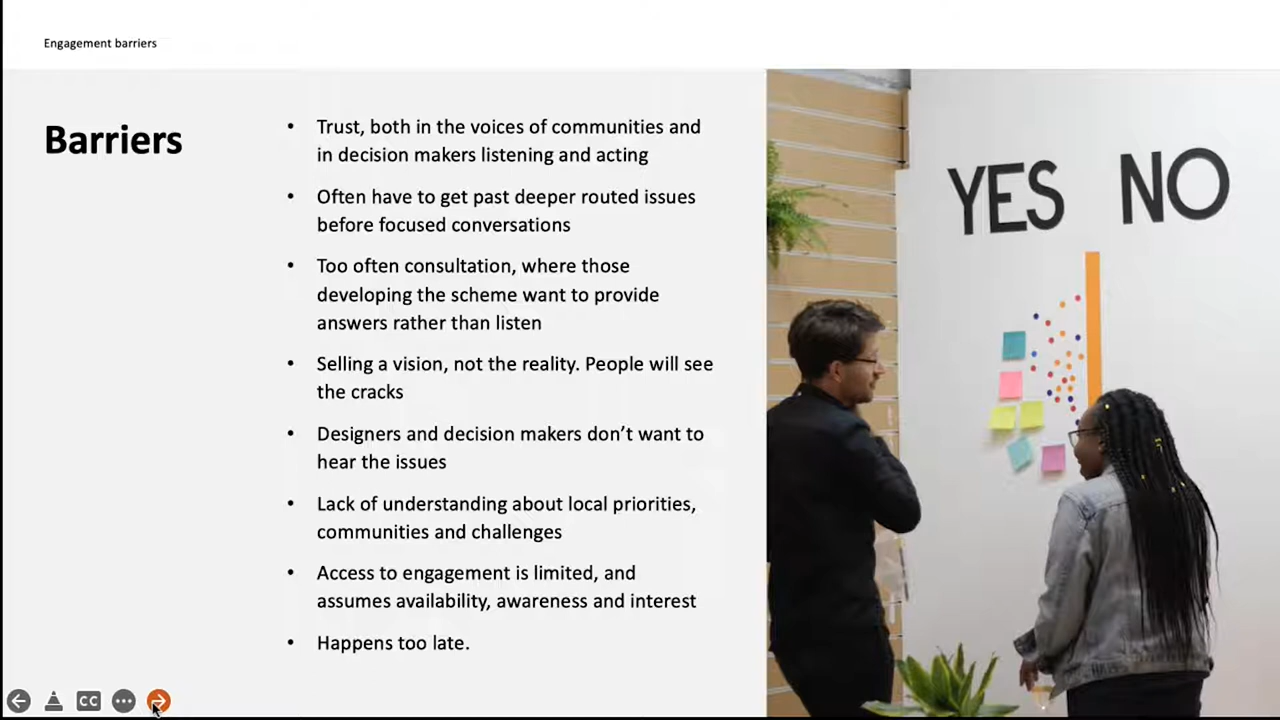 Engagement barriers
Barriers
• Trust, both in the voices of communities and
in decision makers listening and acting
• Often have to get past deeper routed issues
before focused conversations
• Too often consultation, where those
developing the scheme want to provide
answers rather than listen
• Selling a vision, not the reality. People will see
the cracks
• Designers and decision makers don’t want to
hear the issues
• Lack of understanding about local priorities,
communities and challenges
• Access to engagement is limited, and
assumes availability, awareness and interest
• Happens too late.
YES NO
CC